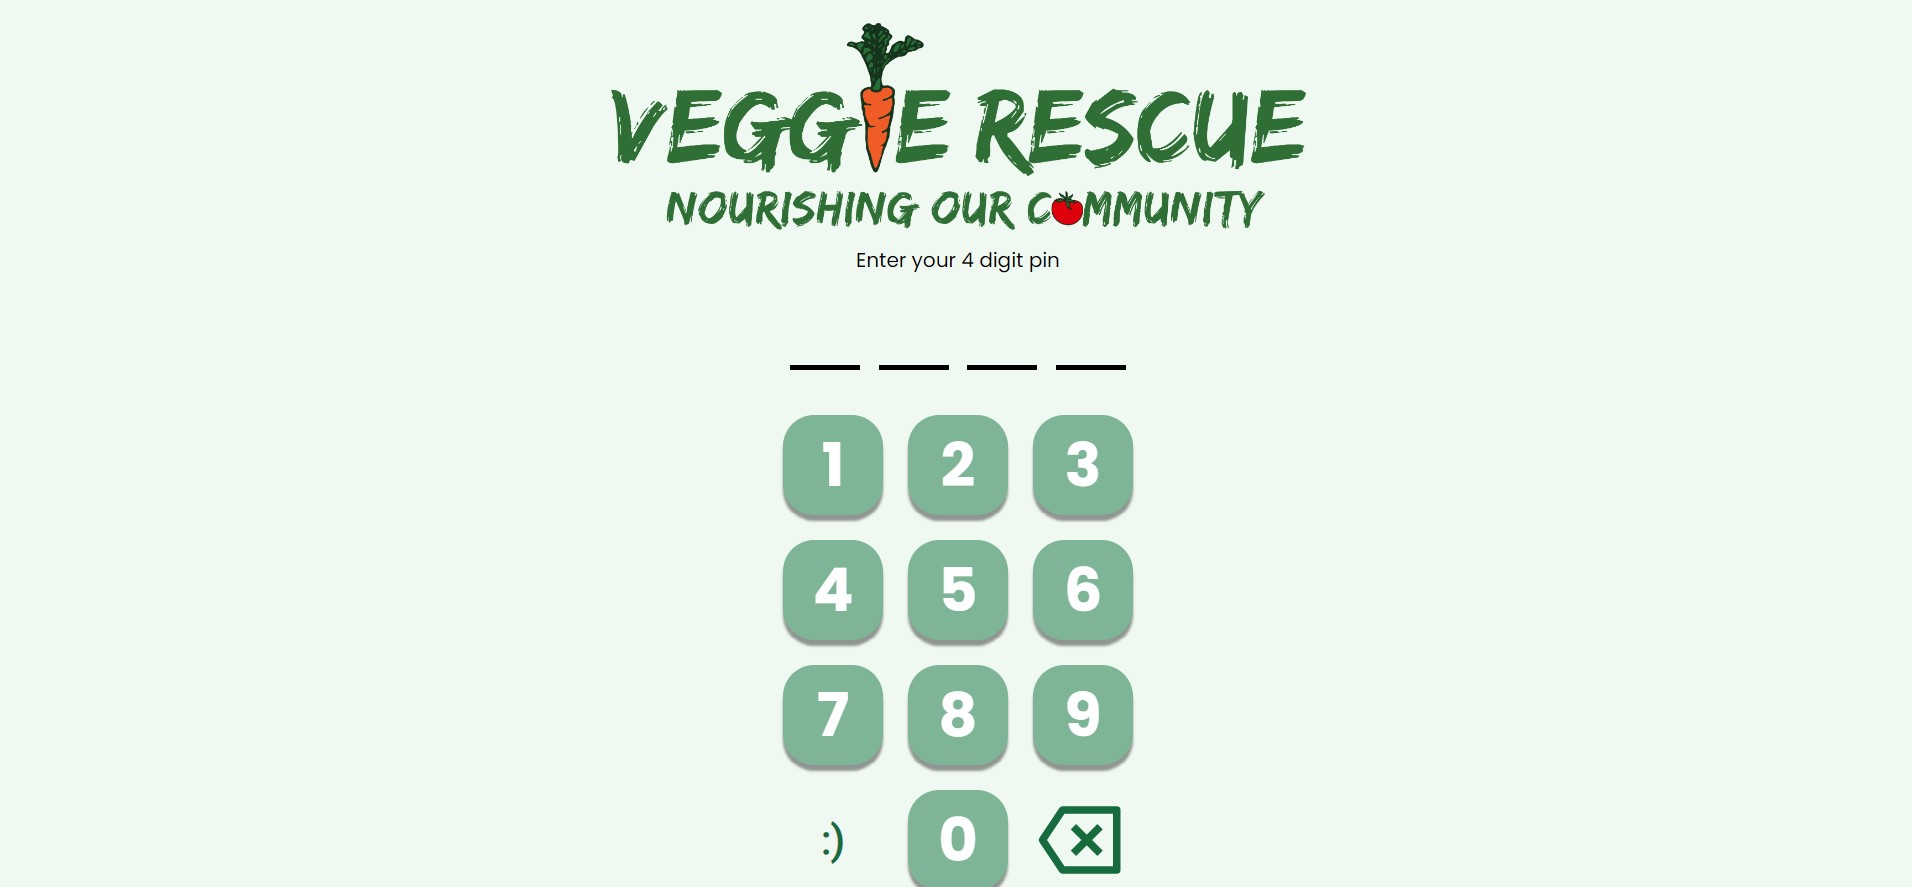 VEGGIE RESCUE
NOURISHING OUR COMMUNITY
Enter your 4 digit pin
1 2 3
4 5 6
7 8 9
:) 0